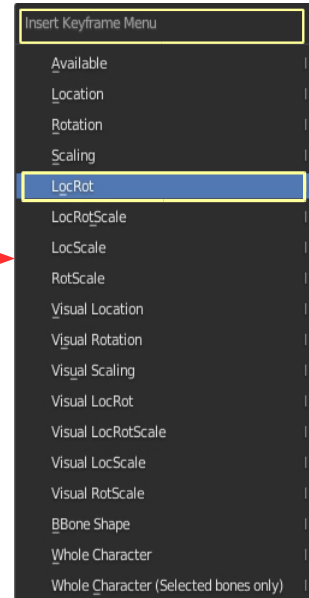 Insert Keyframe Menu
Available
Location
Rotation
Scaling
LocRot
LocRotScale
LocScale
RotScale
Visual Location
Visual Rotation
Visual Scaling
Visual LocRot
Visual LocRotScale
Visual LocScale
Visual RotScale
BBone Shape
Whole Character
Whole Character (Selected bones only)